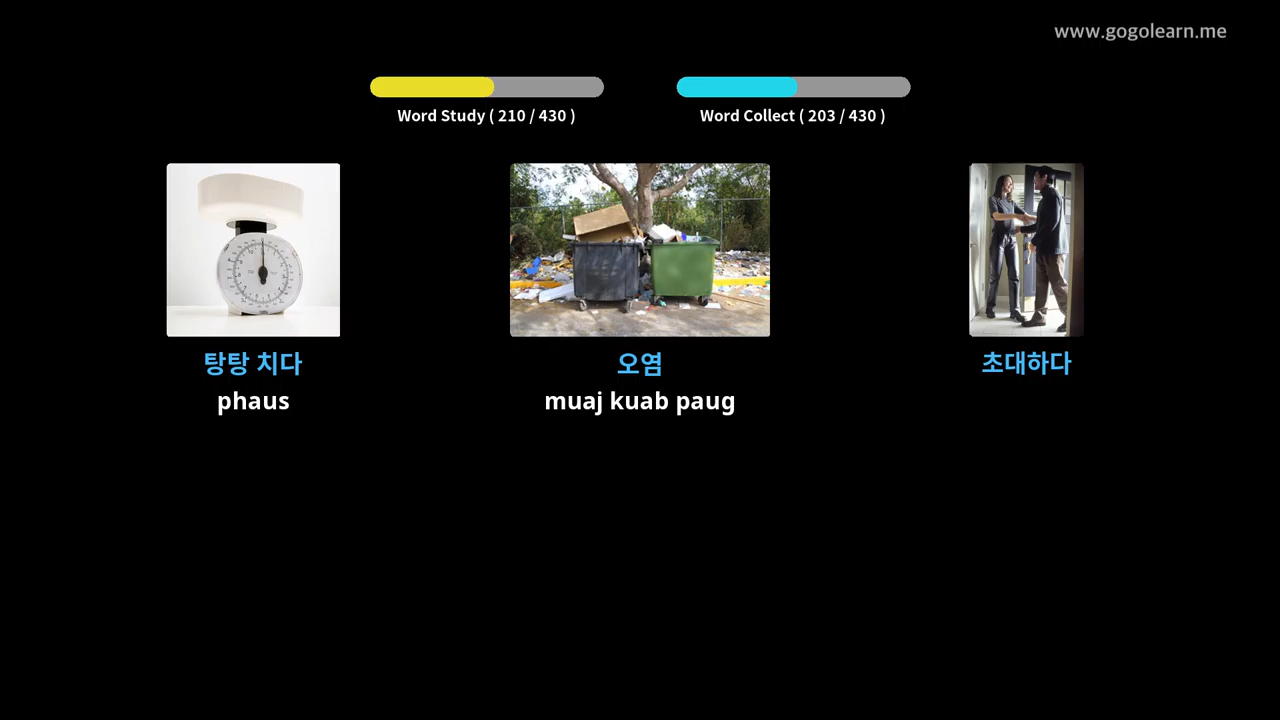 www.gogolearn.me
Word Study ( 210 / 430 )
Word Collect ( 203 / 430 )
탕탕 치다
phaus
오염
muaj kuab paug
초대하다